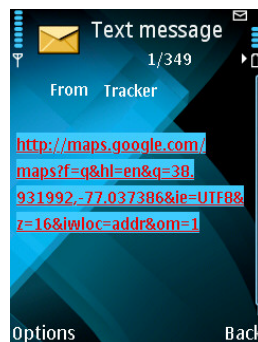 Text message
1/349
From Tracker
http://maps.google.com/
maps?f=q&hl=en&q=38.
931992,-77.037386&ie=UTF8&
z=16&iwloc=addr&om=1
Options Back